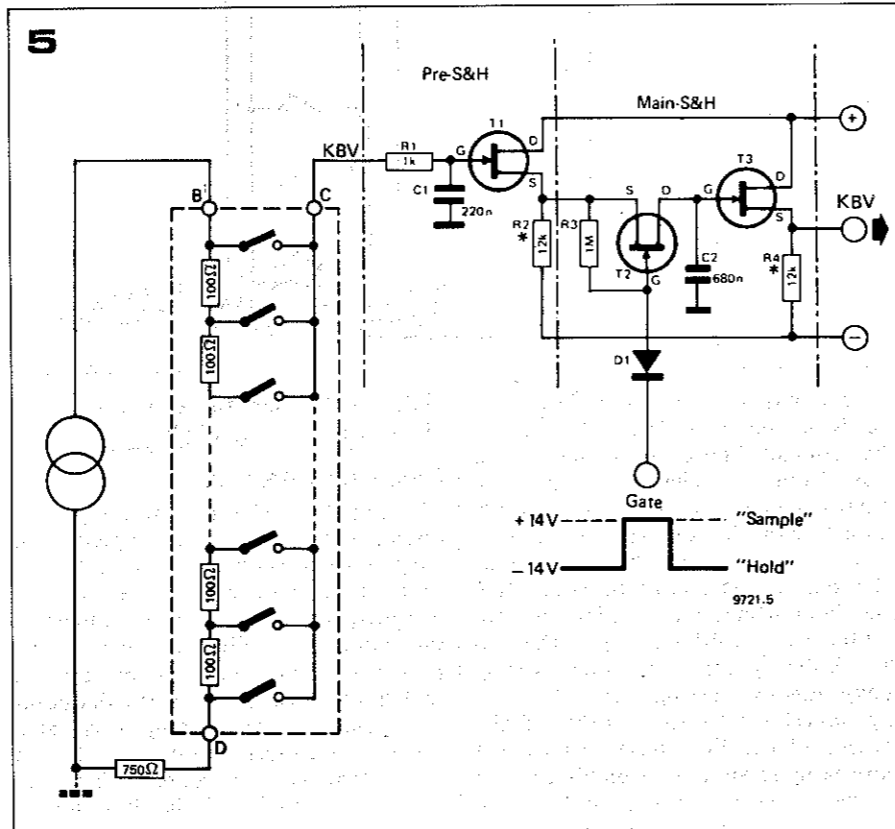 5
Pre-S&H
Main-S&H
KBV
R1
1k
C1
220n
T1
G
D
S
R2
*
12k
R3
1M
S
D
T2
G
C2
680n
T3
G
D
S
+
KBV
R4
*
12k
−
D1
Gate
+14V
"Sample"
−14V
"Hold"
9721.5
B
C
100Ω
100Ω
100Ω
100Ω
D
750Ω